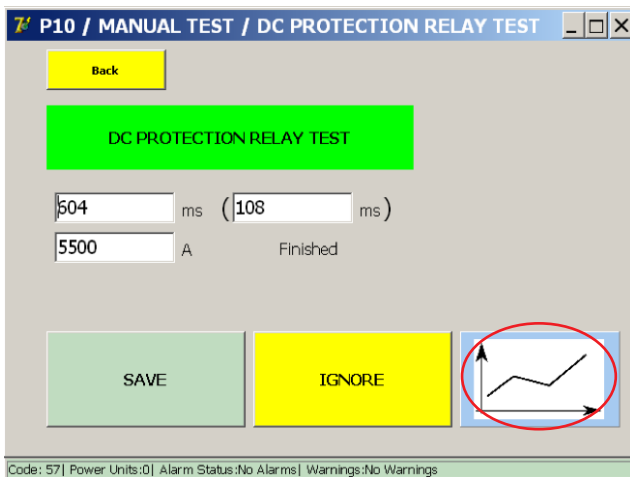 P10 / MANUAL TEST / DC PROTECTION RELAY TEST
Back
DC PROTECTION RELAY TEST
604 ms ( 108 ms )
5500 A Finished
SAVE IGNORE
Code: 57| Power Units:0| Alarm Status:No Alarms| Warnings:No Warnings